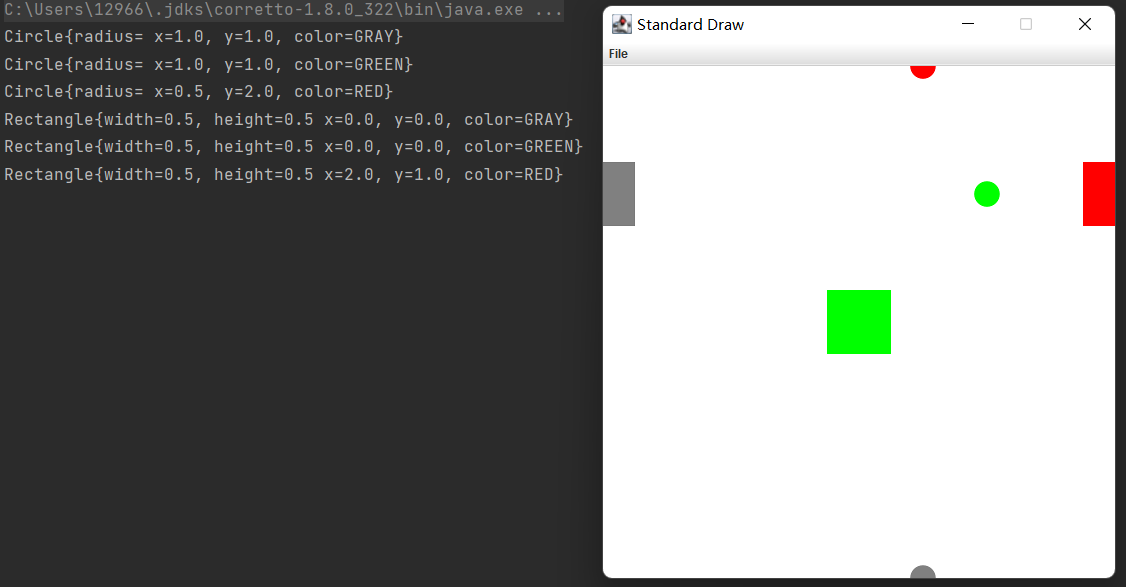 C:\Users\12966\.jdks\corretto-1.8.0_322\bin\java.exe ...
Circle{radius= x=1.0, y=1.0, color=GRAY}
Circle{radius= x=1.0, y=1.0, color=GREEN}
Circle{radius= x=0.5, y=2.0, color=RED}
Rectangle{width=0.5, height=0.5 x=0.0, y=0.0, color=GRAY}
Rectangle{width=0.5, height=0.5 x=0.0, y=0.0, color=GREEN}
Rectangle{width=0.5, height=0.5 x=2.0, y=1.0, color=RED}
Standard Draw
File